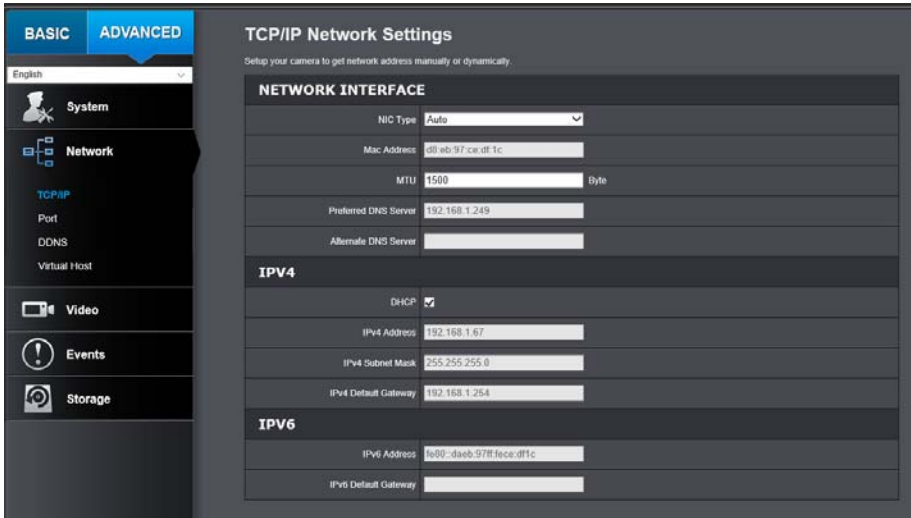 BASIC ADVANCED
English
System
Network
TCP/IP
Port
DDNS
Virtual Host
Video
Events
Storage
TCP/IP Network Settings
Setup your camera to get network address manually or dynamically.
NETWORK INTERFACE
NIC Type Auto
Mac Address d8:eb:97:ce:df:1c
MTU 1500 Byte
Preferred DNS Server 192.168.1.249
Alternate DNS Server
IPV4
DHCP
IPv4 Address 192.168.1.67
IPv4 Subnet Mask 255.255.255.0
IPv4 Default Gateway 192.168.1.254
IPV6
IPv6 Address fe80::daeb:97ff:fece:df1c
IPv6 Default Gateway